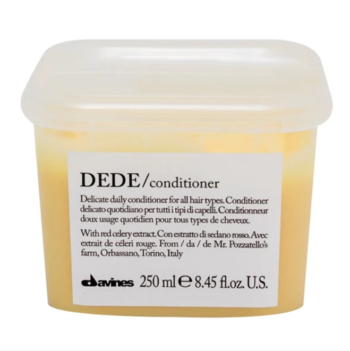 DEDE/conditioner
Delicate daily conditioner for all hair types. Conditioner
delicato quotidiano per tutti i tipi di capelli. Conditionneur
doux usage quotidien pour tous types de cheveux.
With red celery extract. Con estratto di sedano rosso. Avec
extrait de céleri rouge. From / da / de Mr. Pozzatello's
farm, Orbassano, Torino, Italy
davines 250 ml ℮ 8.45 fl.oz. U.S.